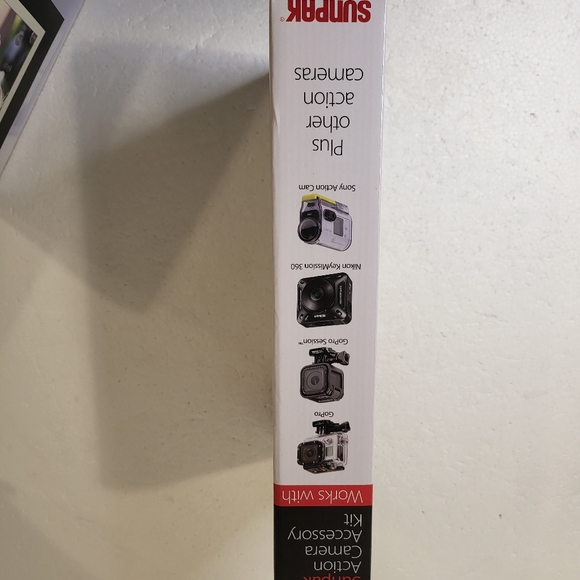 Sunpak
Action
Camera
Accessory
Kit
Works with
GoPro
GoPro Session™
Nikon KeyMission 360
Sony Action Cam
Plus
other
action
cameras
SUNPAK®